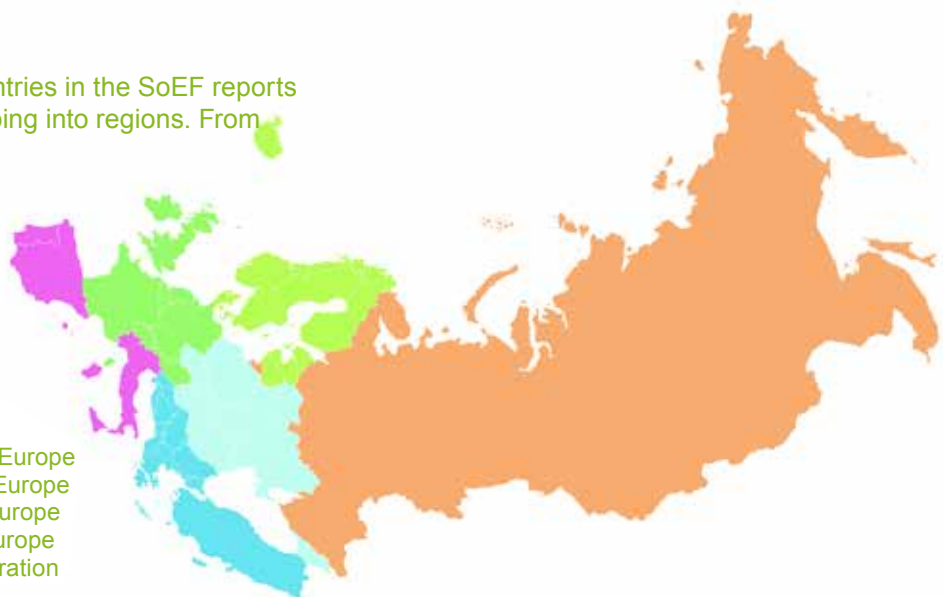 ntries in the SoEF reports
ping into regions. From
Europe
Europe
urope
urope
ration